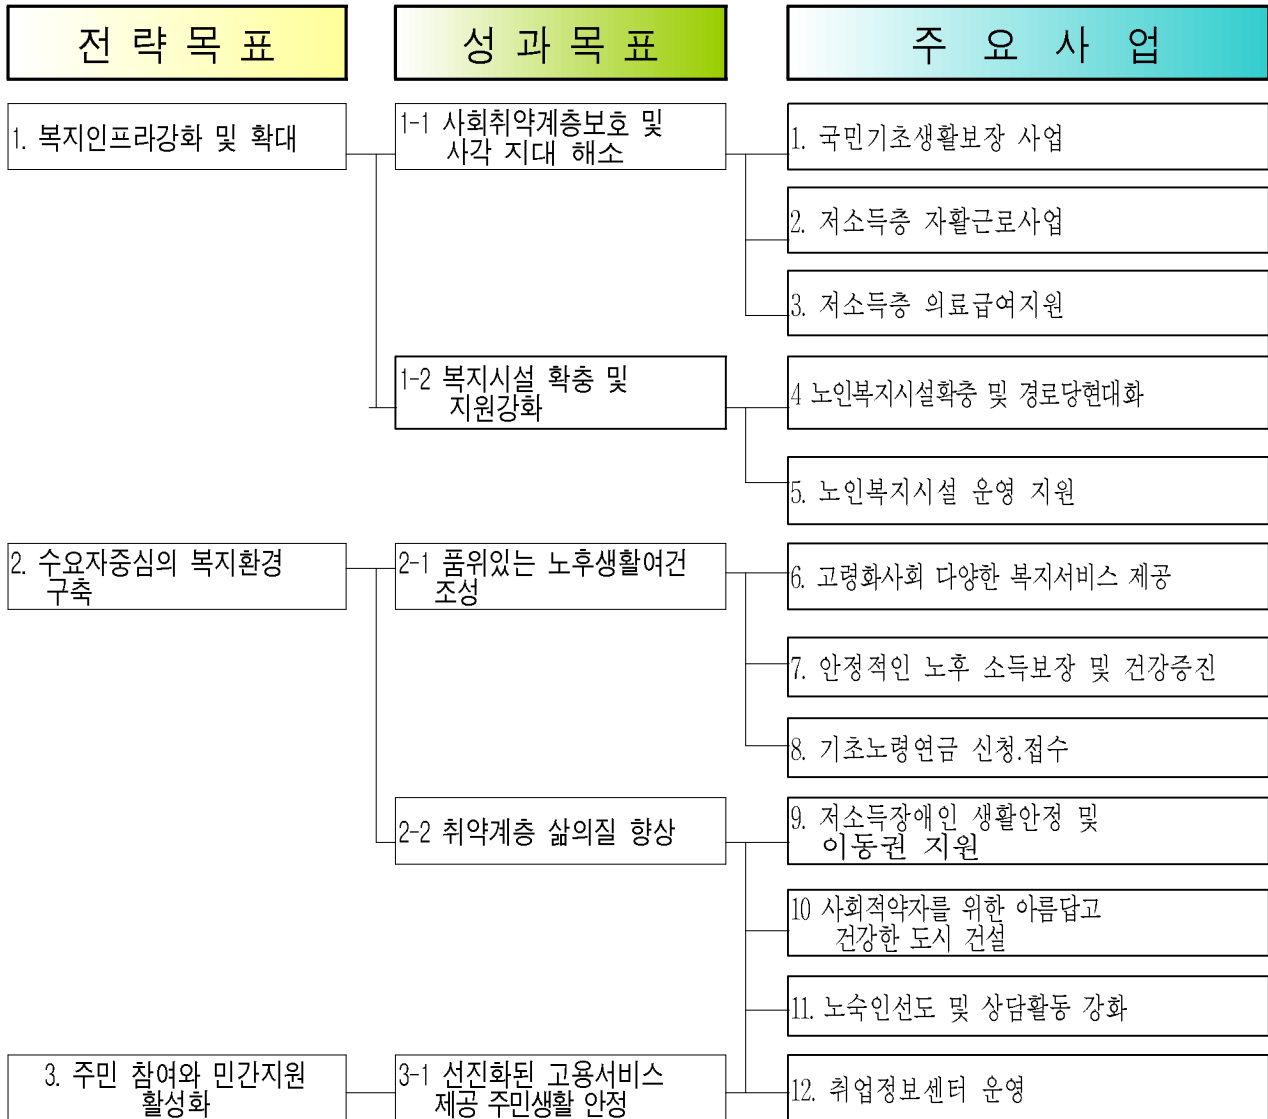 전 략 목 표
성 과 목 표
주 요 사 업
1. 복지인프라강화 및 확대
1-1 사회취약계층보호 및
사각 지대 해소
1. 국민기초생활보장 사업
2. 저소득층 자활근로사업
3. 저소득층 의료급여지원
1-2 복지시설 확충 및
지원강화
4 노인복지시설확충 및 경로당현대화
5. 노인복지시설 운영 지원
2. 수요자중심의 복지환경
구축
2-1 품위있는 노후생활여건
조성
6. 고령화사회 다양한 복지서비스 제공
7. 안정적인 노후 소득보장 및 건강증진
8. 기초노령연금 신청.접수
2-2 취약계층 삶의질 향상
9. 저소득장애인 생활안정 및
이동권 지원
10 사회적약자를 위한 아름답고
건강한 도시 건설
11. 노숙인선도 및 상담활동 강화
3. 주민 참여와 민간지원
활성화
3-1 선진화된 고용서비스
제공 주민생활 안정
12. 취업정보센터 운영